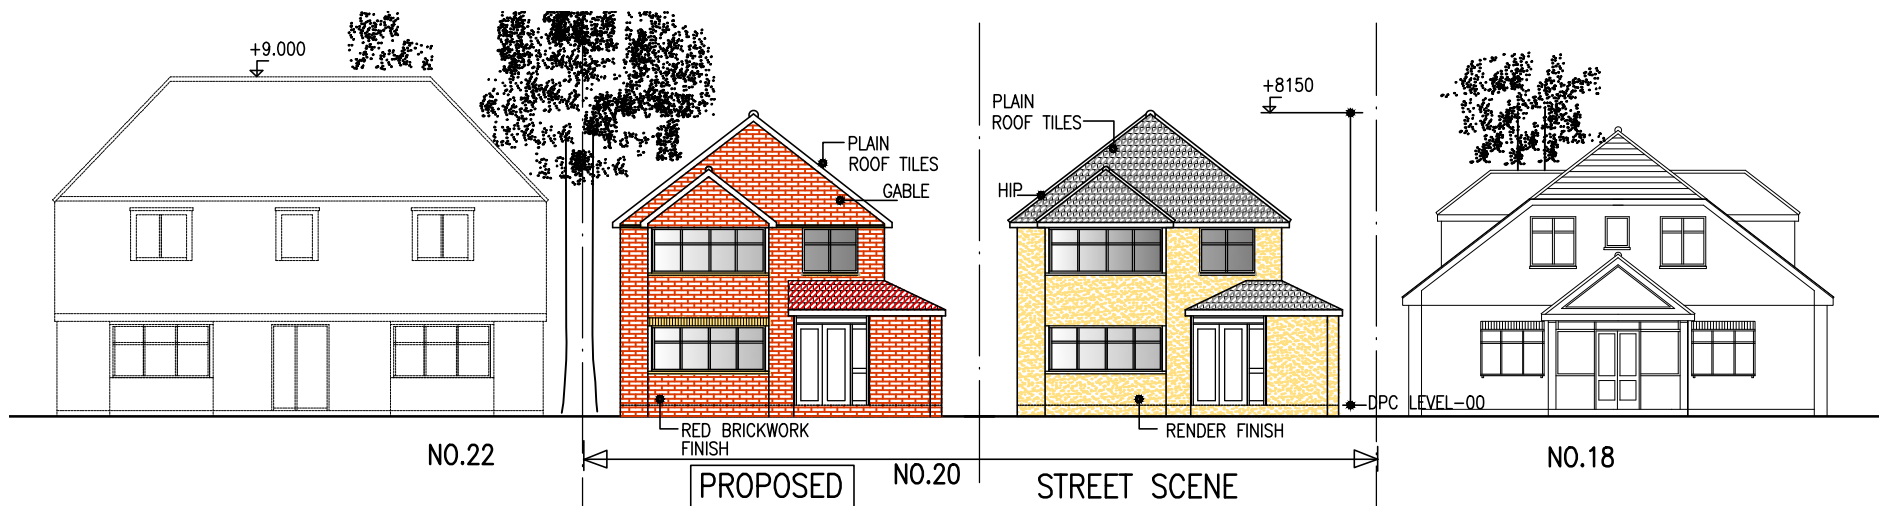 +9.000
PLAIN
ROOF TILES
GABLE
PLAIN
ROOF TILES
HIP
+8150
DPC LEVEL-00
RED BRICKWORK
FINISH
RENDER FINISH
NO.22
NO.20
NO.18
PROPOSED
STREET SCENE